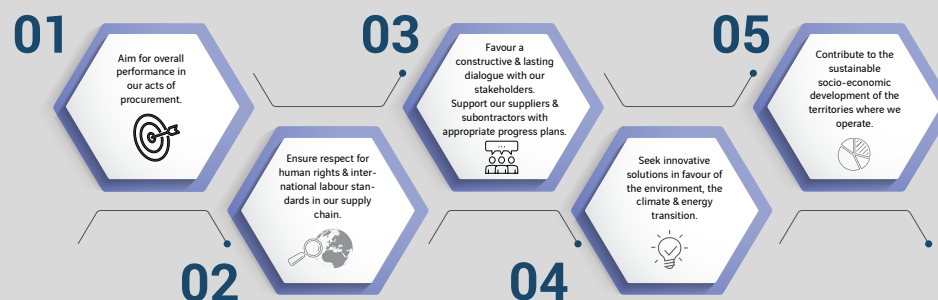 01
Aim for overall
performance in
our acts of
procurement.
02
Ensure respect for
human rights & inter-
national labour stan-
dards in our supply
chain.
03
Favour a
constructive & lasting
dialogue with our
stakeholders.
Support our suppliers &
subontractors with
appropriate progress plans.
04
Seek innovative
solutions in favour of
the environment, the
climate & energy
transition.
05
Contribute to the
sustainable
socio-economic
development of the
territories where we
operate.